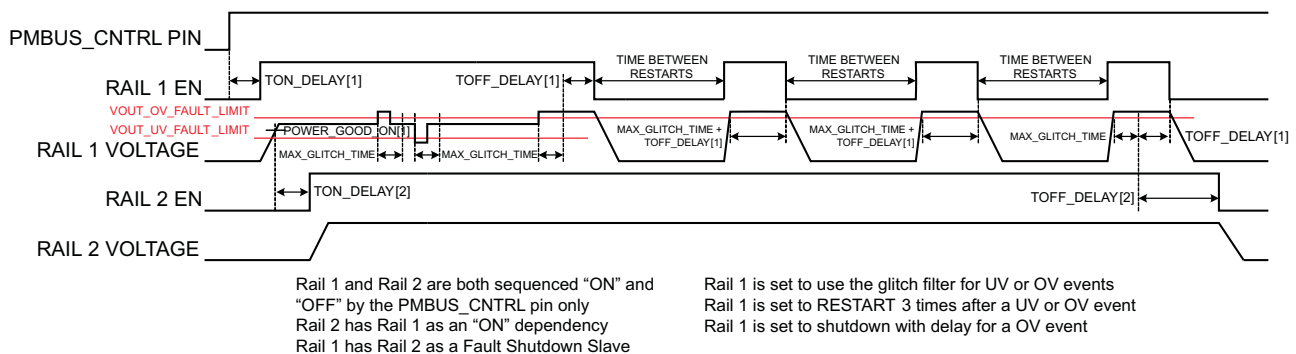 PMBUS_CNTRL PIN
RAIL 1 EN
TON_DELAY[1]
TOFF_DELAY[1]
TIME BETWEEN
RESTARTS
TIME BETWEEN
RESTARTS
TIME BETWEEN
RESTARTS
VOUT_OV_FAULT_LIMIT
VOUT_UV_FAULT_LIMIT
RAIL 1 VOLTAGE
POWER_GOOD_ON[1]
MAX_GLITCH_TIME
MAX_GLITCH_TIME
MAX_GLITCH_TIME +
TOFF_DELAY[1]
MAX_GLITCH_TIME +
TOFF_DELAY[1]
MAX_GLITCH_TIME
TOFF_DELAY[1]
RAIL 2 EN
TON_DELAY[2]
TOFF_DELAY[2]
RAIL 2 VOLTAGE
Rail 1 and Rail 2 are both sequenced “ON” and
“OFF” by the PMBUS_CNTRL pin only
Rail 2 has Rail 1 as an “ON” dependency
Rail 1 has Rail 2 as a Fault Shutdown Slave
Rail 1 is set to use the glitch filter for UV or OV events
Rail 1 is set to RESTART 3 times after a UV or OV event
Rail 1 is set to shutdown with delay for a OV event